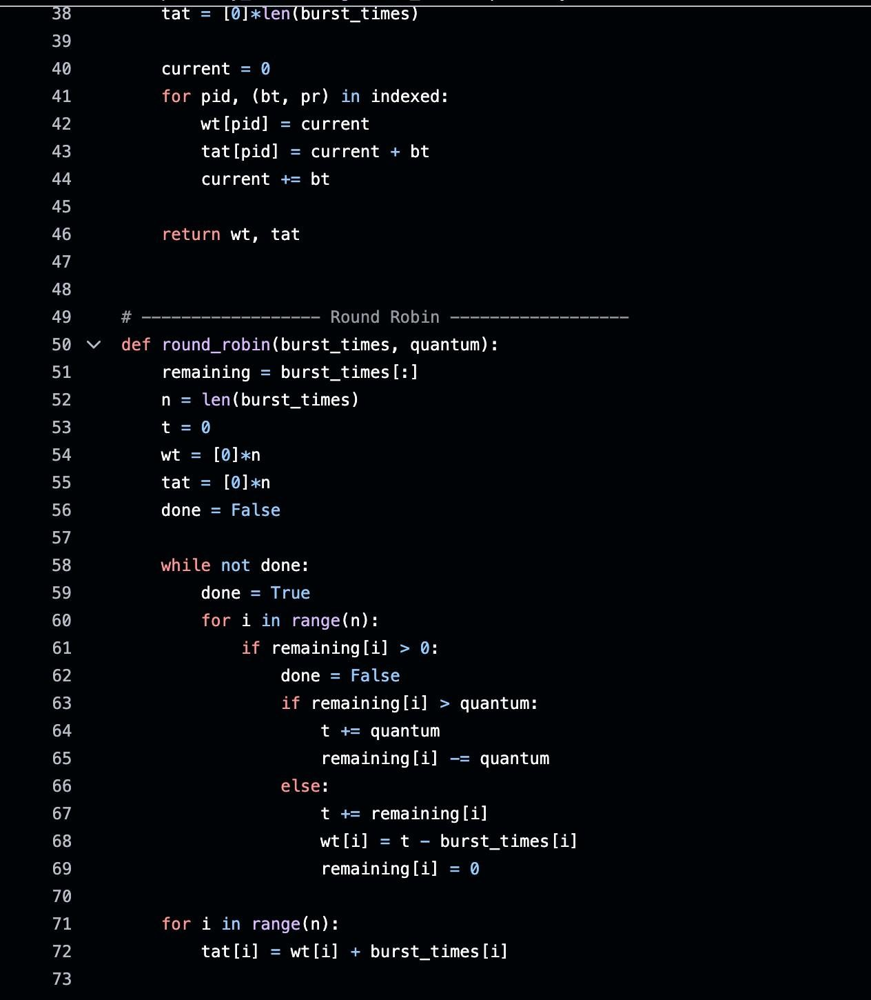 38 tat = [0]*len(burst_times)
39
40 current = 0
41 for pid, (bt, pr) in indexed:
42 wt[pid] = current
43 tat[pid] = current + bt
44 current += bt
45
46 return wt, tat
47
48
49 # ------------------ Round Robin ------------------
50 def round_robin(burst_times, quantum):
51 remaining = burst_times[:]
52 n = len(burst_times)
53 t = 0
54 wt = [0]*n
55 tat = [0]*n
56 done = False
57
58 while not done:
59 done = True
60 for i in range(n):
61 if remaining[i] > 0:
62 done = False
63 if remaining[i] > quantum:
64 t += quantum
65 remaining[i] -= quantum
66 else:
67 t += remaining[i]
68 wt[i] = t - burst_times[i]
69 remaining[i] = 0
70
71 for i in range(n):
72 tat[i] = wt[i] + burst_times[i]
73